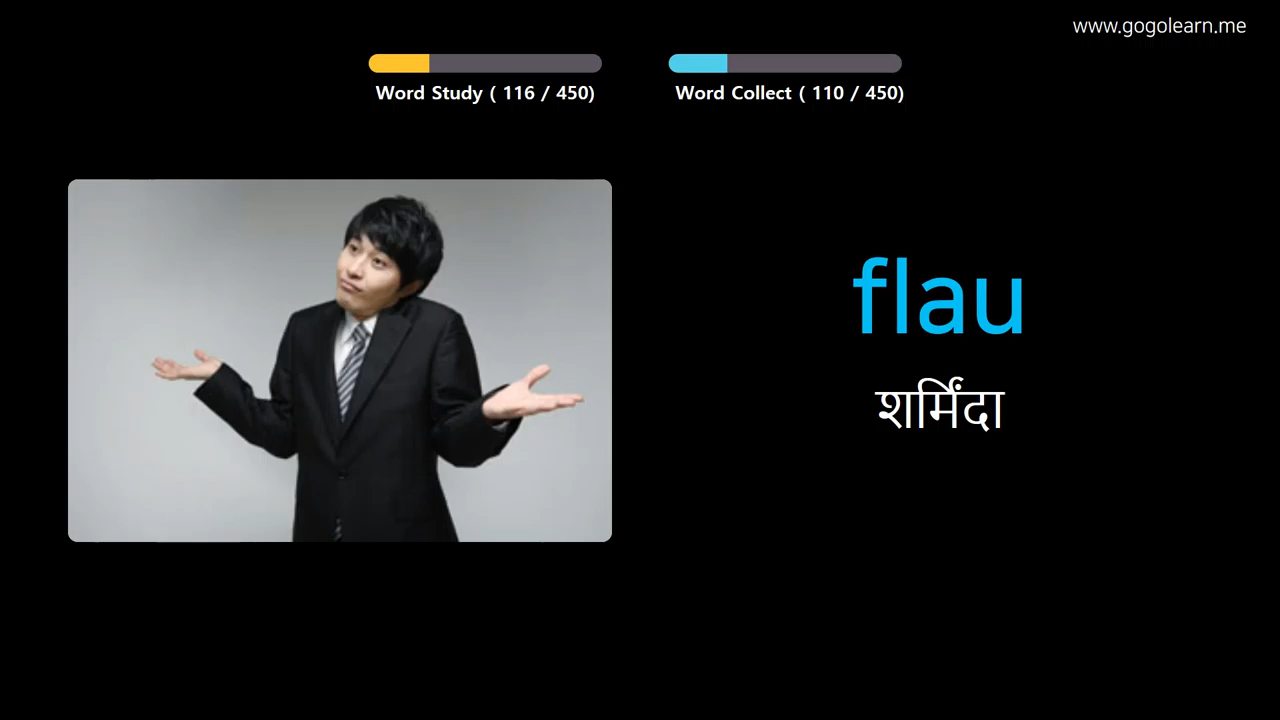 www.gogolearn.me
Word Study ( 116 / 450)
Word Collect ( 110 / 450)
flau
शर्मिंदा